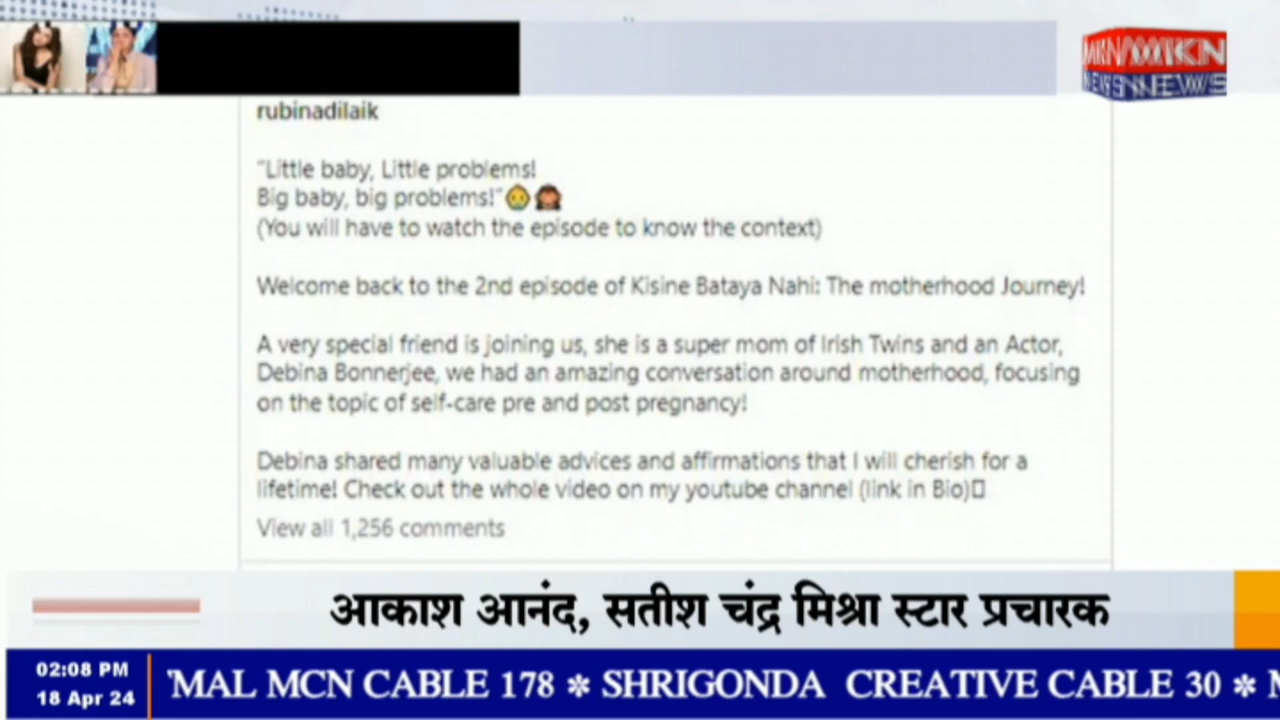 MKN
NEWS
rubinadilaik
"Little baby, Little problems!
Big baby, big problems!"👶🙈
(You will have to watch the episode to know the context)
Welcome back to the 2nd episode of Kisine Bataya Nahi: The motherhood Journey!
A very special friend is joining us, she is a super mom of Irish Twins and an Actor,
Debina Bonnerjee, we had an amazing conversation around motherhood, focusing
on the topic of self-care pre and post pregnancy!
Debina shared many valuable advices and affirmations that I will cherish for a
lifetime! Check out the whole video on my youtube channel (link in Bio)
View all 1,256 comments
आकाश आनंद, सतीश चंद्र मिश्रा स्टार प्रचारक
02:08 PM
18 Apr 24
'MAL MCN CABLE 178 ✻ SHRIGONDA CREATIVE CABLE 30 ✻